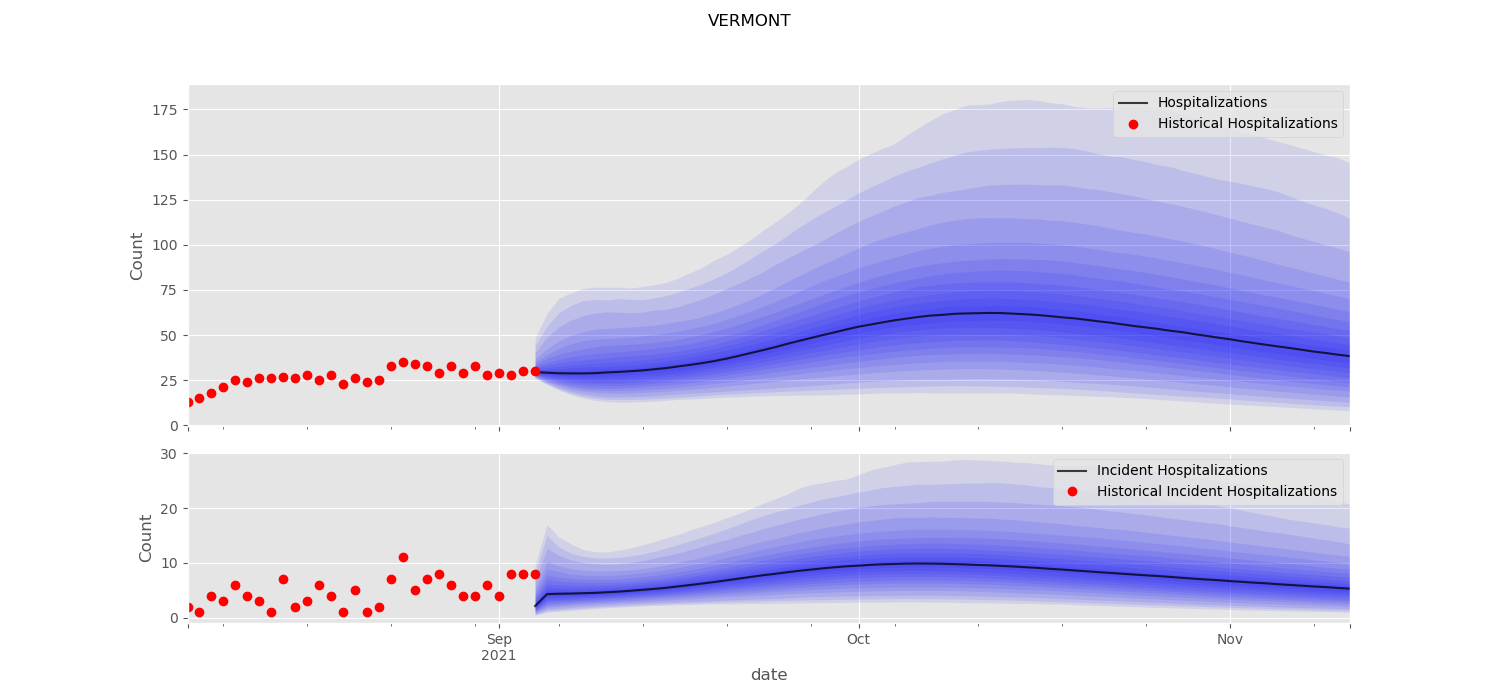 VERMONT
Hospitalizations
Historical Hospitalizations
175
150
125
100
75
50
25
0
Count
Incident Hospitalizations
Historical Incident Hospitalizations
30
20
10
0
Count
Sep
2021
Oct
Nov
date